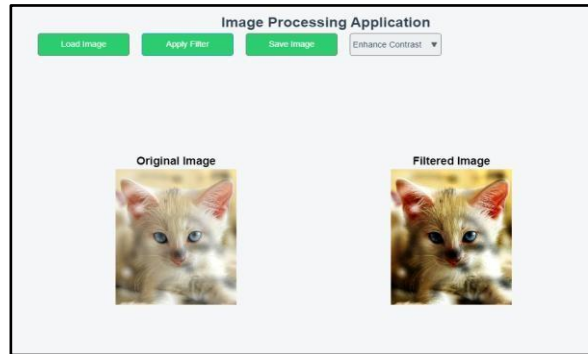 Image Processing Application
Load Image Apply Filter Save Image Enhance Contrast
Original Image Filtered Image